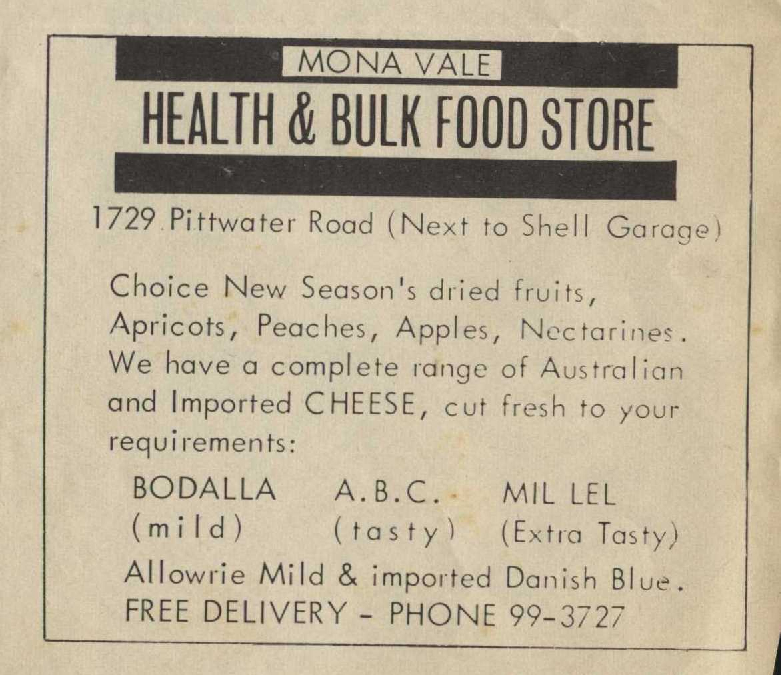 MONA VALE
HEALTH & BULK FOOD STORE
1729 Pittwater Road (Next to Shell Garage)
Choice New Season's dried fruits,
Apricots, Peaches, Apples, Nectarines.
We have a complete range of Australian
and Imported CHEESE, cut fresh to your
requirements:
BODALLA A.B.C. MIL LEL
(mild) (tasty) (Extra Tasty)
Allowrie Mild & imported Danish Blue.
FREE DELIVERY - PHONE 99-3727